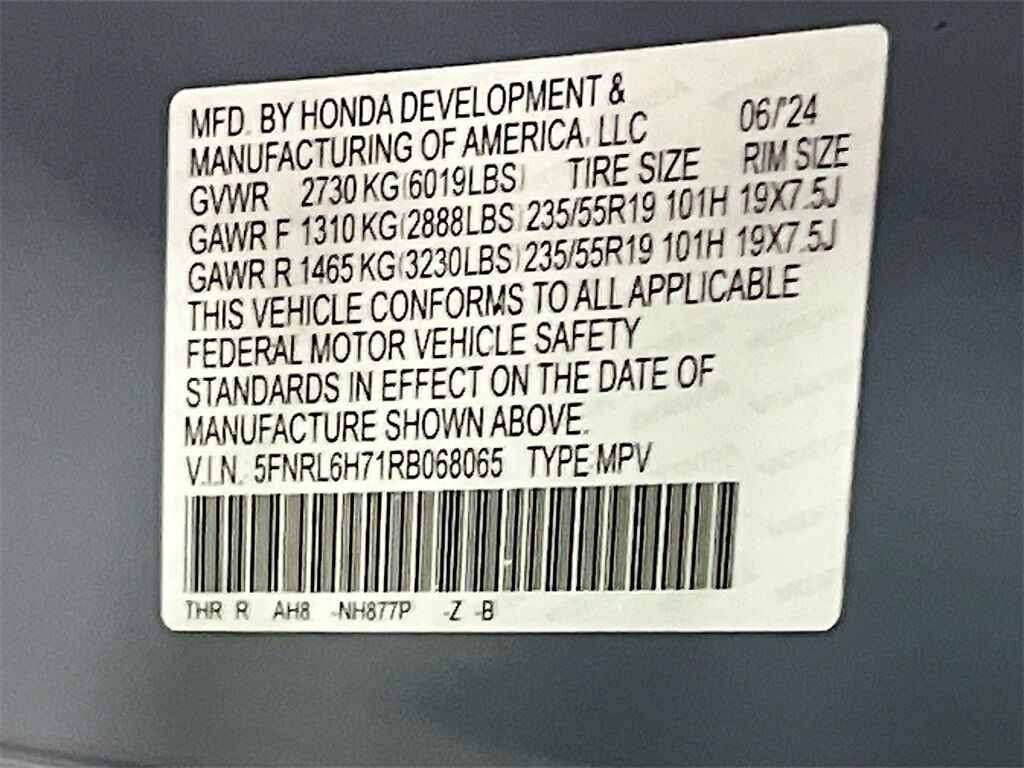 MFD. BY HONDA DEVELOPMENT &
MANUFACTURING OF AMERICA, LLC 06/'24
GVWR 2730 KG(6019LBS) TIRE SIZE RIM SIZE
GAWR F 1310 KG(2888LBS) 235/55R19 101H 19X7.5J
GAWR R 1465 KG(3230LBS) 235/55R19 101H 19X7.5J
THIS VEHICLE CONFORMS TO ALL APPLICABLE
FEDERAL MOTOR VEHICLE SAFETY
STANDARDS IN EFFECT ON THE DATE OF
MANUFACTURE SHOWN ABOVE.
V.I.N. 5FNRL6H71RB068065 TYPE:MPV
THR R AH8 -NH877P -Z -B